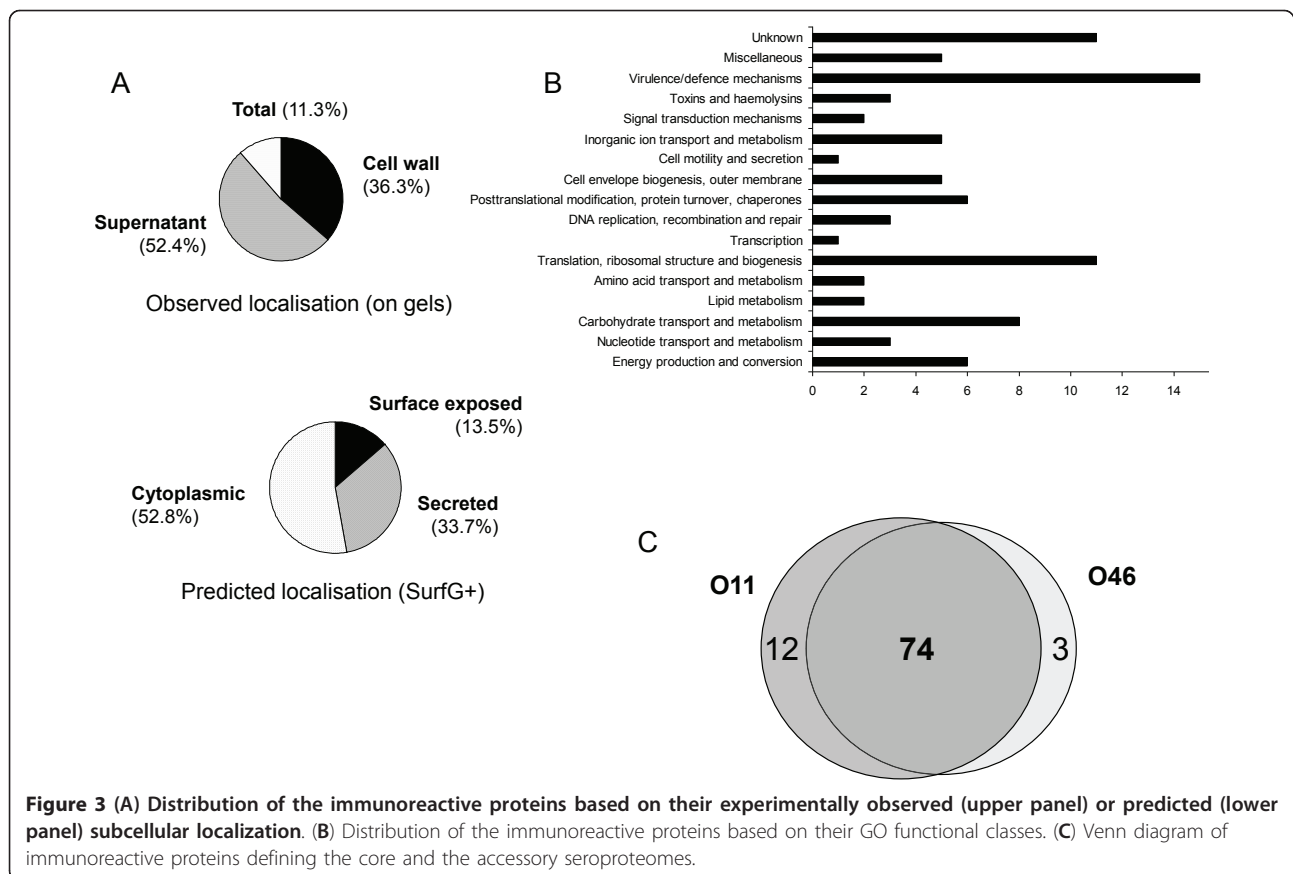 A
Total (11.3%)
Cell wall
(36.3%)
Supernatant
(52.4%)
Observed localisation (on gels)
Surface exposed
(13.5%)
Cytoplasmic
(52.8%)
Secreted
(33.7%)
Predicted localisation (SurfG+)
B
Unknown
Miscellaneous
Virulence/defence mechanisms
Toxins and haemolysins
Signal transduction mechanisms
Inorganic ion transport and metabolism
Cell motility and secretion
Cell envelope biogenesis, outer membrane
Posttranslational modification, protein turnover, chaperones
DNA replication, recombination and repair
Transcription
Translation, ribosomal structure and biogenesis
Amino acid transport and metabolism
Lipid metabolism
Carbohydrate transport and metabolism
Nucleotide transport and metabolism
Energy production and conversion
0 2 4 6 8 10 12 14
C
O11
O46
12
74
3
Figure 3 (A) Distribution of the immunoreactive proteins based on their experimentally observed (upper panel) or predicted (lower
panel) subcellular localization. (B) Distribution of the immunoreactive proteins based on their GO functional classes. (C) Venn diagram of
immunoreactive proteins defining the core and the accessory seroproteomes.